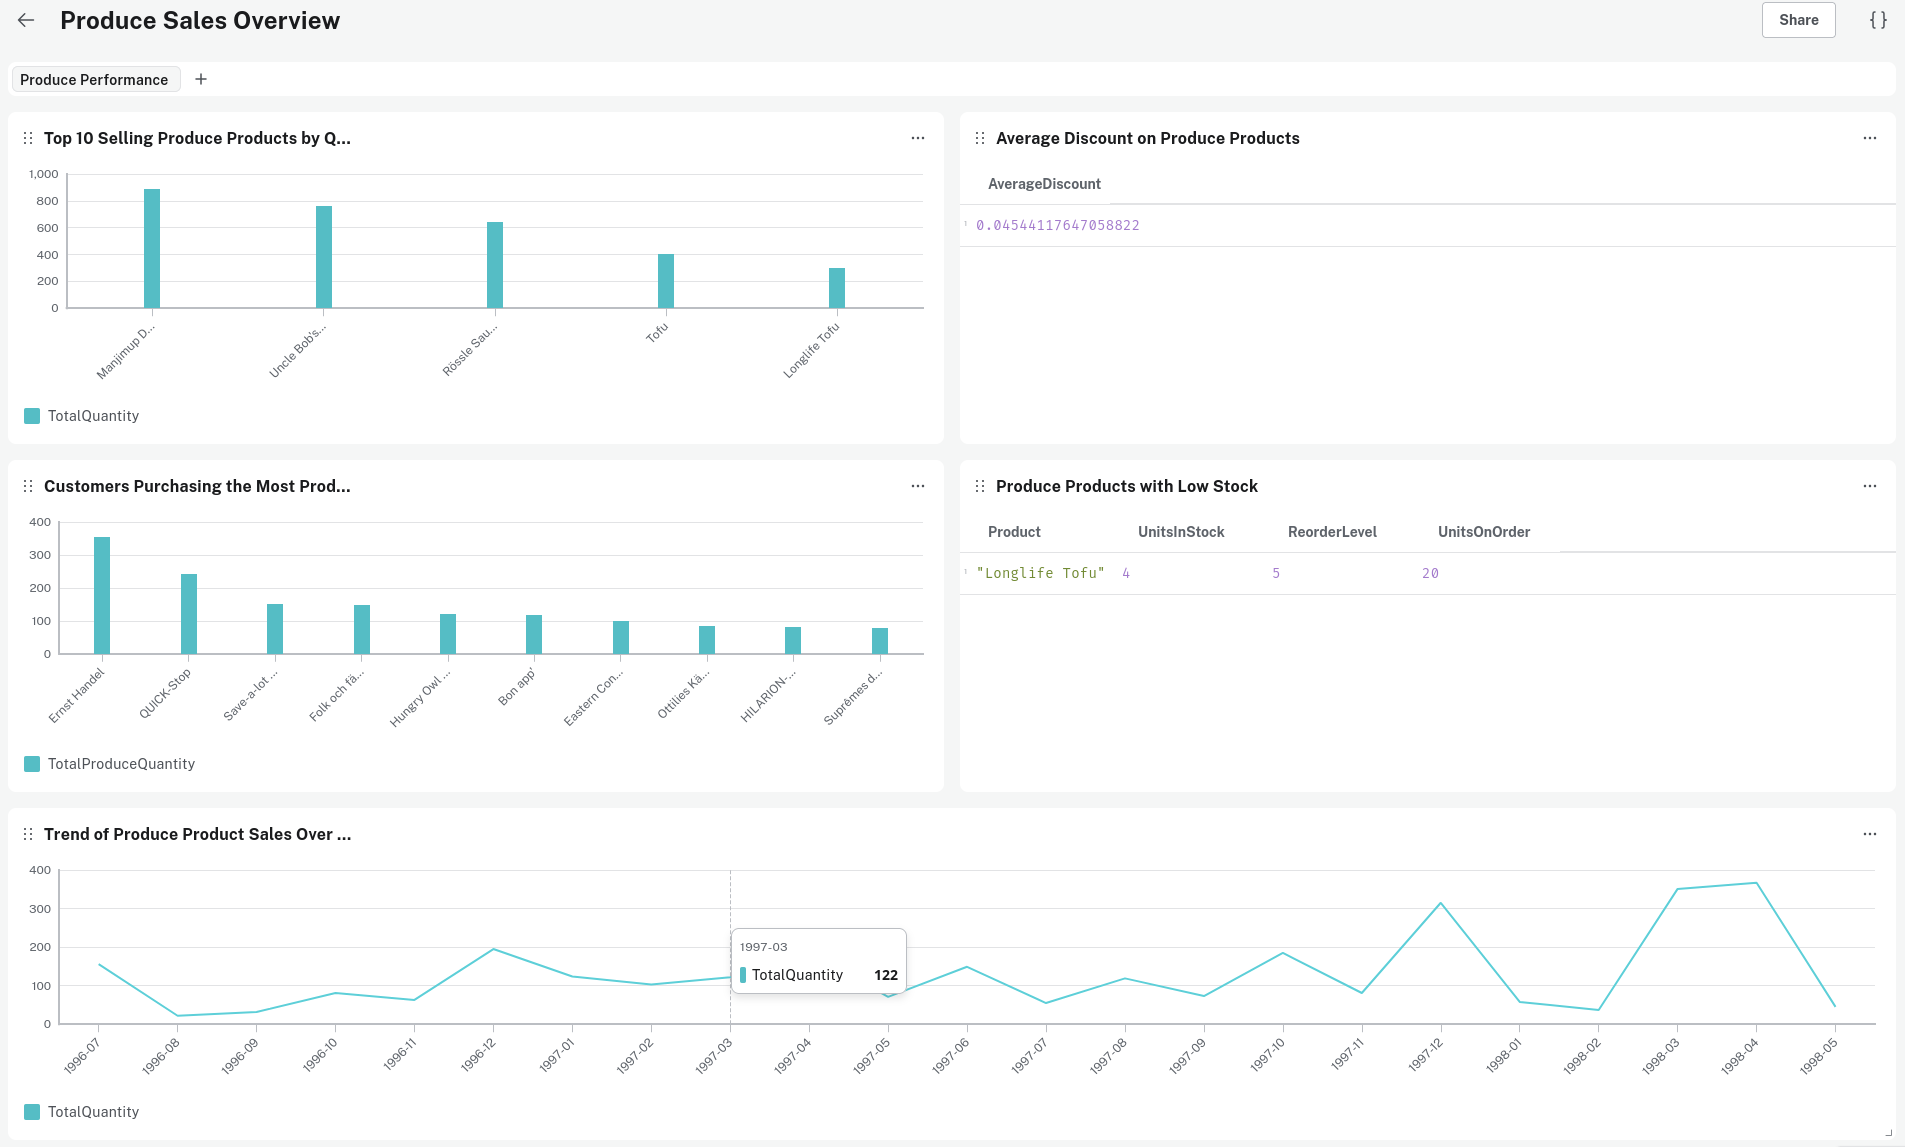 Produce Sales Overview
Share
{ }
Produce Performance +
Top 10 Selling Produce Products by Q...
1,000
800
600
400
200
0
Manjimup D...
Uncle Bob's...
Rössle Sau...
Tofu
Longlife Tofu
TotalQuantity
Average Discount on Produce Products
AverageDiscount
0.04544117647058822
Customers Purchasing the Most Prod...
400
300
200
100
0
Ernst Handel
QUICK-Stop
Save-a-lot ...
Folk och fä...
Hungry Owl ...
Bon app'
Eastern Con...
Ottilies Kä...
HILARION-...
Suprêmes d...
TotalProduceQuantity
Produce Products with Low Stock
Product UnitsInStock ReorderLevel UnitsOnOrder
"Longlife Tofu" 4 5 20
Trend of Produce Product Sales Over ...
400
300
200
100
0
1997-03
TotalQuantity 122
1996-07
1996-08
1996-09
1996-10
1996-11
1996-12
1997-01
1997-02
1997-03
1997-04
1997-05
1997-06
1997-07
1997-08
1997-09
1997-10
1997-11
1997-12
1998-01
1998-02
1998-03
1998-04
1998-05
TotalQuantity